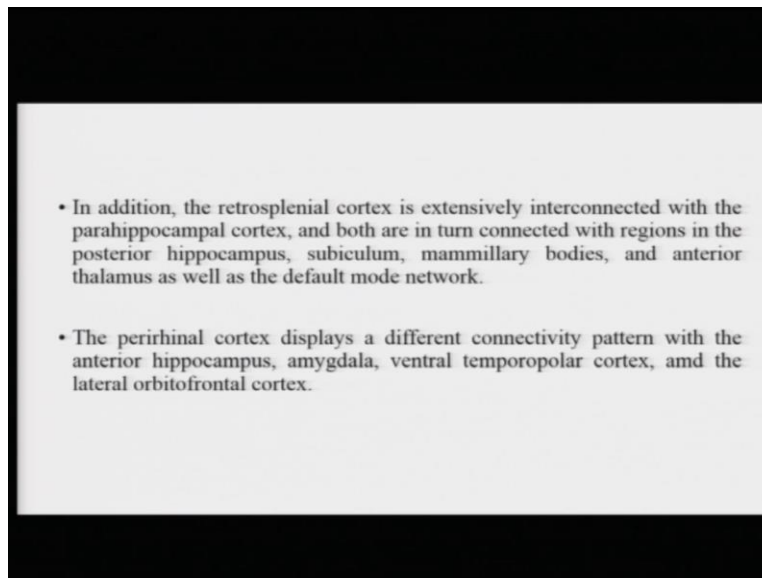 • In addition, the retrosplenial cortex is extensively interconnected with the
parahippocampal cortex, and both are in turn connected with regions in the
posterior hippocampus, subiculum, mammillary bodies, and anterior
thalamus as well as the default mode network.
• The perirhinal cortex displays a different connectivity pattern with the
anterior hippocampus, amygdala, ventral temporopolar cortex, amd the
lateral orbitofrontal cortex.